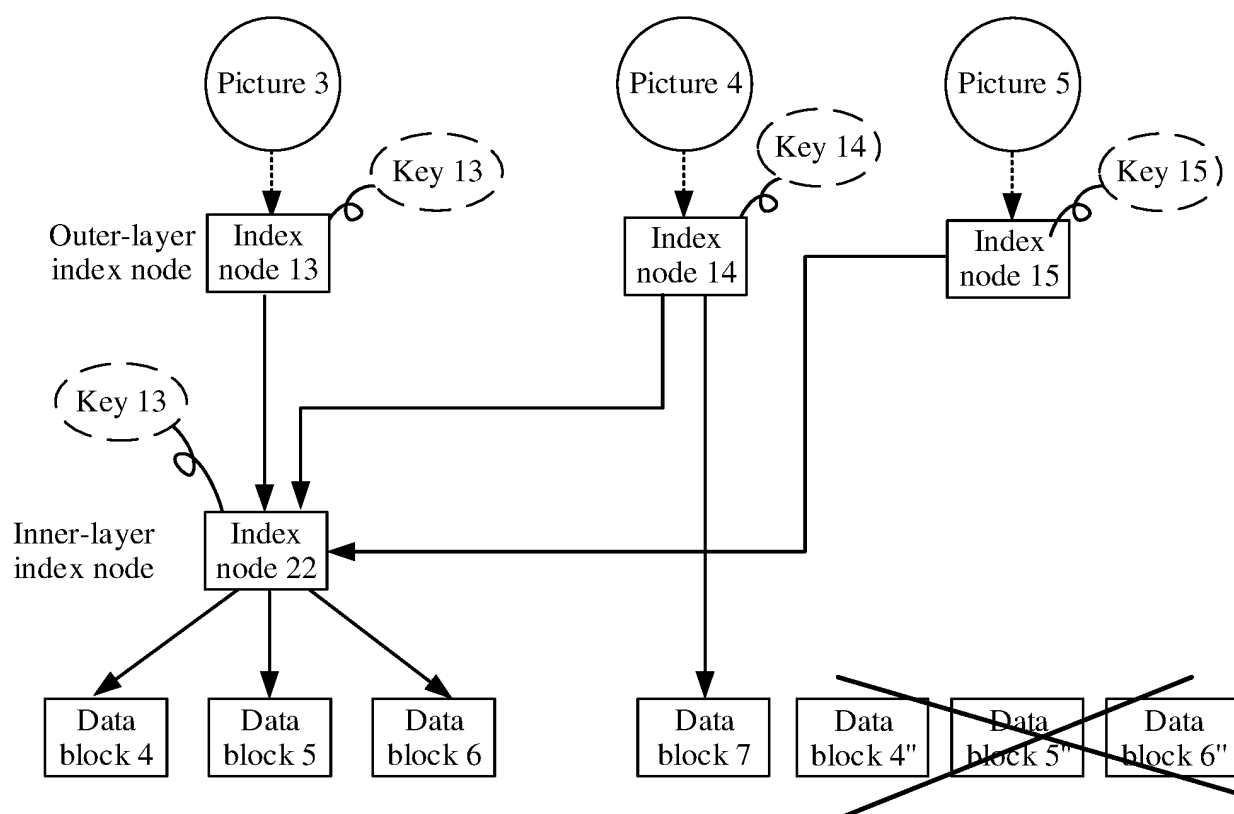 Picture 3
Picture 4
Picture 5
Key 13
Key 14
Key 15
Outer-layer
index node
Index
node 13
Index
node 14
Index
node 15
Key 13
Inner-layer
index node
Index
node 22
Data
block 4
Data
block 5
Data
block 6
Data
block 7
Data
block 4"
Data
block 5"
Data
block 6"